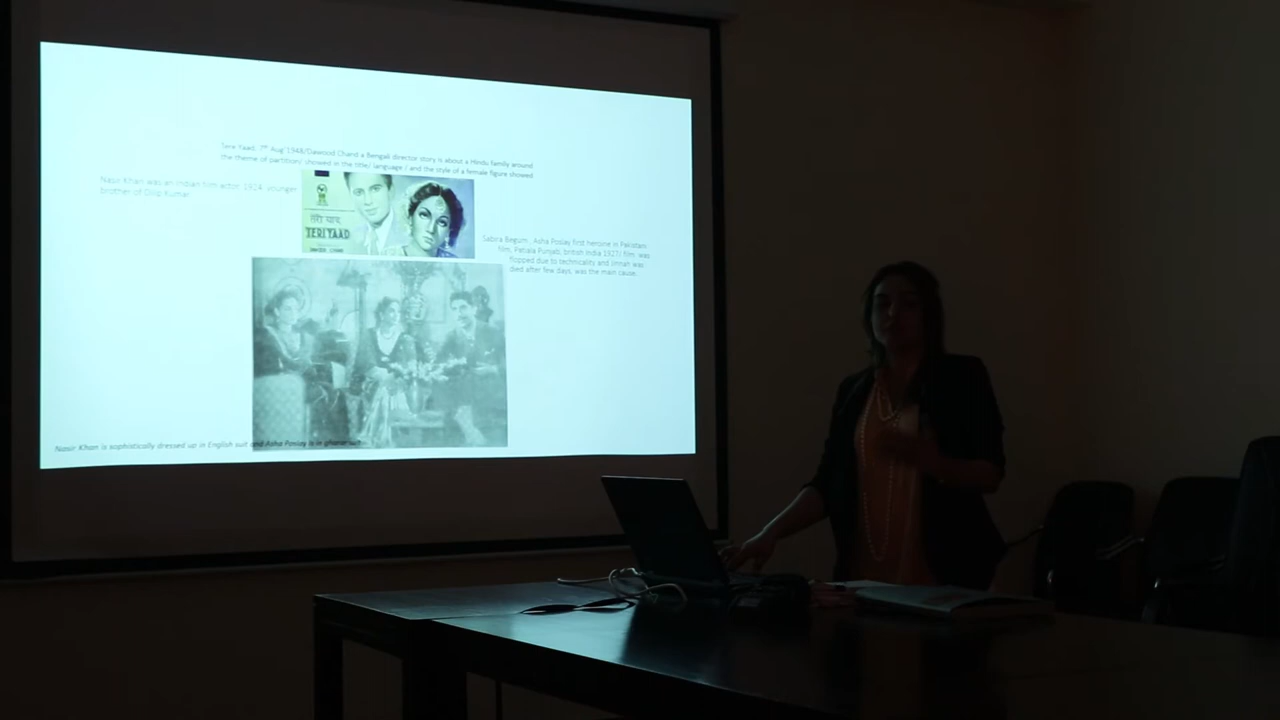 Tere Yaad, 7th Aug'1948/Dawood Chand a Bengali director story is about a Hindu family around
the theme of partition/ showed in the title/ language / and the style of a female figure showed
Nasir Khan was an Indian film actor, 1924, younger
brother of Dilip Kumar
तेरी याद
TERI YAAD
Sabira Begum, Asha Posley first heroine in Pakistani
film, Patiala Punjab, british India 1927/ film, was
flopped due to technicality and Jinnah was
died after few days, was the main cause.
Nasir Khan is sophistically dressed up in English suit and Asha Poslay is in